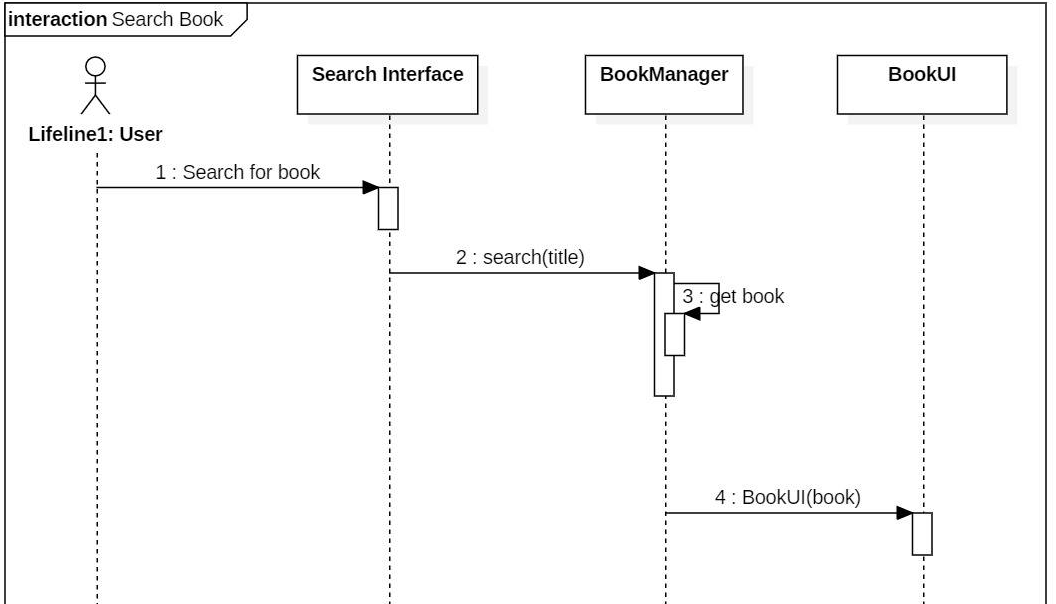 interaction Search Book
Search Interface
BookManager
BookUI
Lifeline1: User
1 : Search for book
2 : search(title)
3 : get book
4 : BookUI(book)